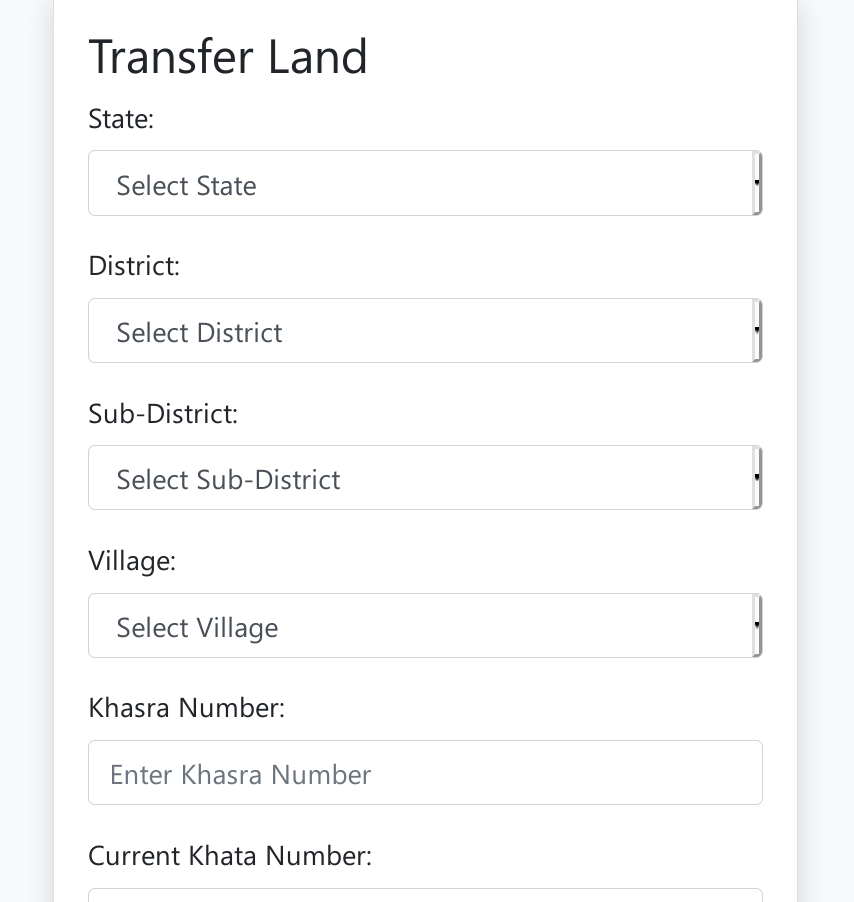 Transfer Land
State:
Select State
District:
Select District
Sub-District:
Select Sub-District
Village:
Select Village
Khasra Number:
Enter Khasra Number
Current Khata Number: